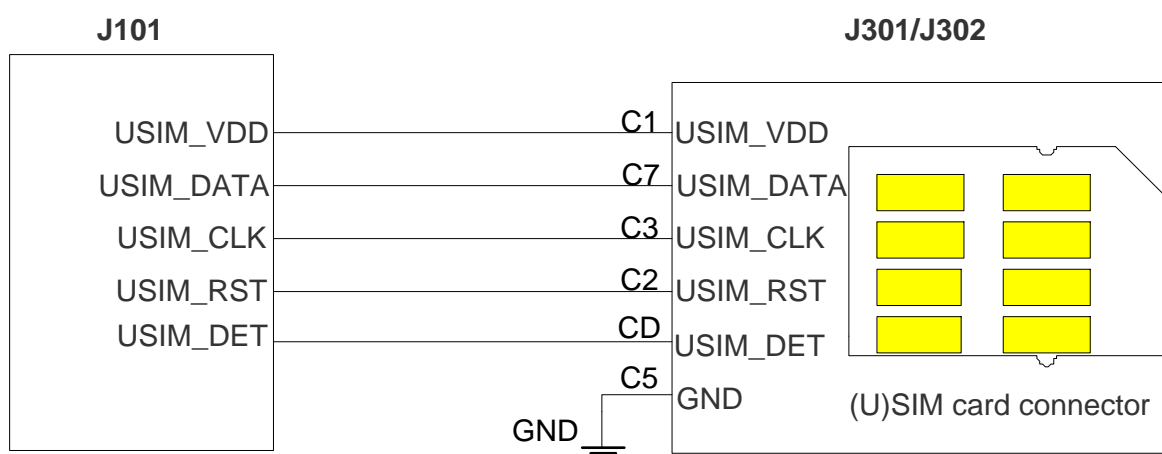 J101 J301/J302
USIM_VDD C1 USIM_VDD
USIM_DATA C7 USIM_DATA
USIM_CLK C3 USIM_CLK
USIM_RST C2 USIM_RST
USIM_DET CD USIM_DET
C5 GND
GND (U)SIM card connector